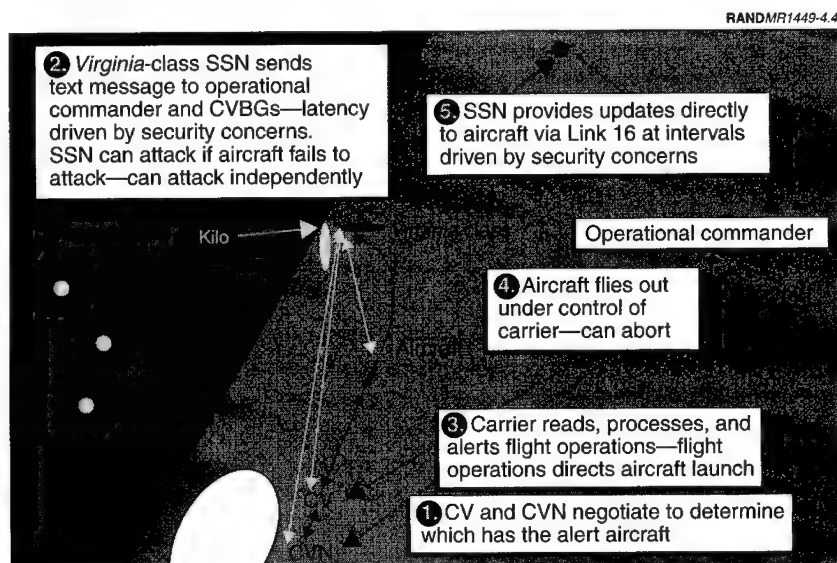 RANDMR1449-4.4
2. Virginia-class SSN sends
text message to operational
commander and CVBGs—latency
driven by security concerns.
SSN can attack if aircraft fails to
attack—can attack independently
5. SSN provides updates directly
to aircraft via Link 16 at intervals
driven by security concerns
Kilo
Operational commander
4. Aircraft flies out
under control of
carrier—can abort
Aircraft
3. Carrier reads, processes, and
alerts flight operations—flight
operations directs aircraft launch
1. CV and CVN negotiate to determine
which has the alert aircraft
CVN